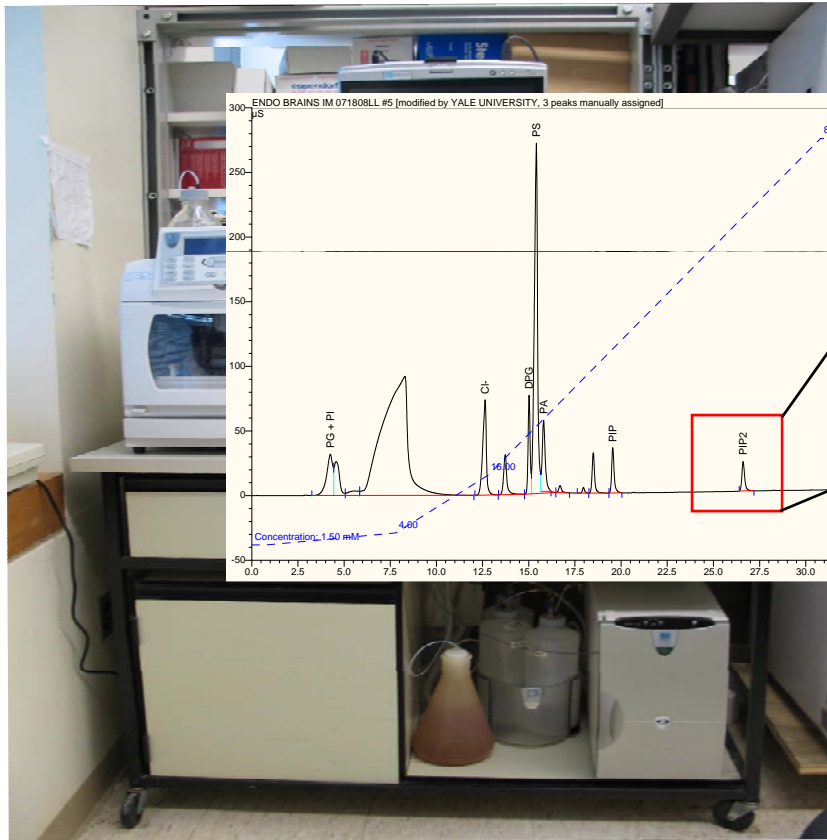 eppendorf
Ste
ENDO BRAINS IM 071808LL #5 [modified by YALE UNIVERSITY, 3 peaks manually assigned]
µS
300
250
200
150
100
50
0
-50
PG + PI
Cl-
DPG
PS
PA
PIP
PIP2
8
16.00
4.00
Concentration: 1.50 mM
0.0 2.5 5.0 7.5 10.0 12.5 15.0 17.5 20.0 22.5 25.0 27.5 30.0